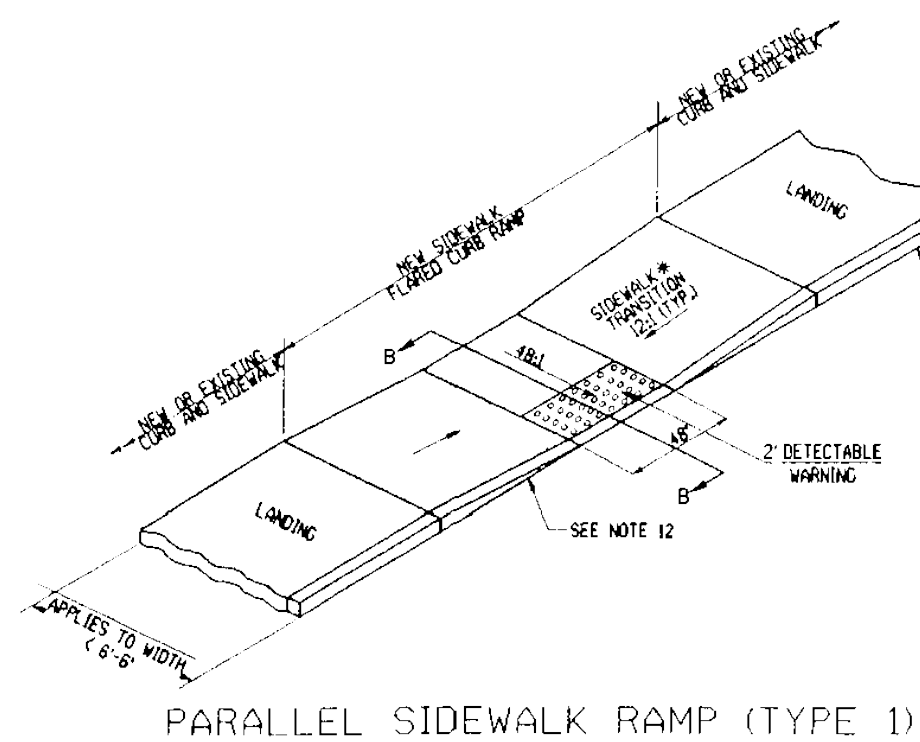 NEW OR EXISTING
CURB AND SIDEWALK
LANDING
NEW SIDEWALK
FLARED CURB RAMP
SIDEWALK*
TRANSITION
12:1 (TYP.)
B
48:1
NEW OR EXISTING
CURB AND SIDEWALK
48"
2' DETECTABLE
WARNING
B
LANDING
SEE NOTE 12
APPLIES TO WIDTH
< 6'-6"
PARALLEL SIDEWALK RAMP (TYPE 1)